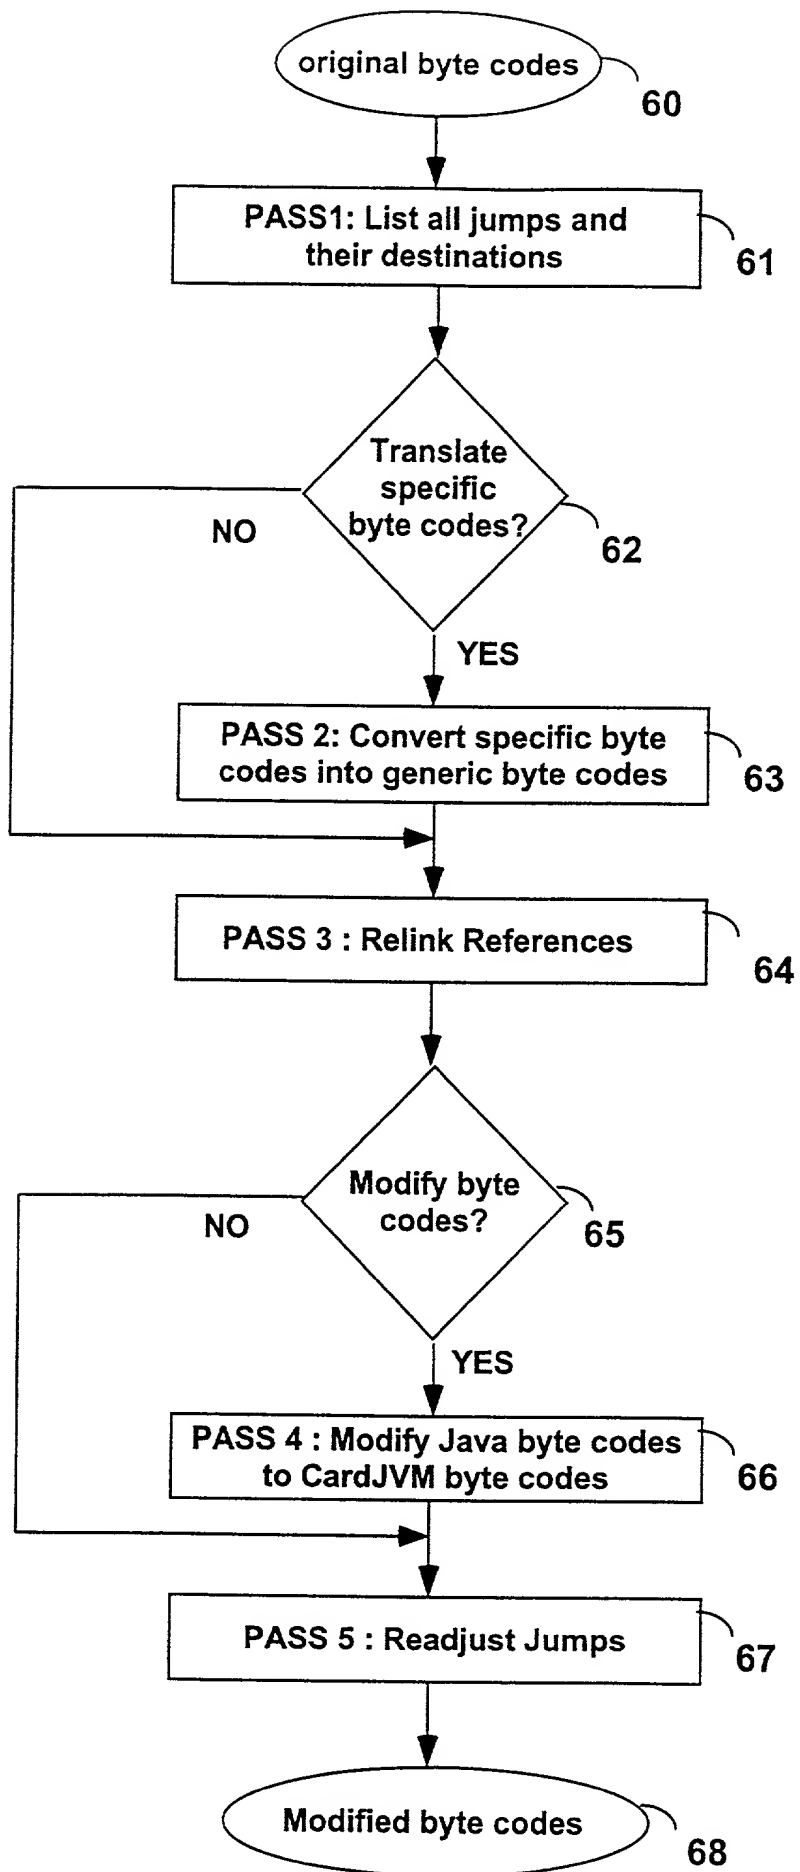 original byte codes
60
PASS1: List all jumps and
their destinations
61
Translate
specific
byte codes?
62
NO
YES
PASS 2: Convert specific byte
codes into generic byte codes
63
PASS 3 : Relink References
64
Modify byte
codes?
65
NO
YES
PASS 4 : Modify Java byte codes
to CardJVM byte codes
66
PASS 5 : Readjust Jumps
67
Modified byte codes
68